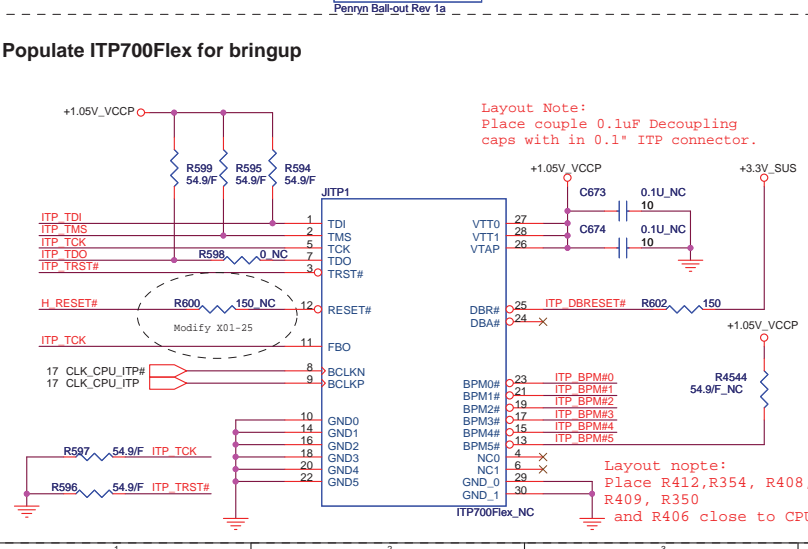 Penryn Ball-out Rev 1a
Populate ITP700Flex for bringup
Layout Note:
Place couple 0.1uF Decoupling
caps with in 0.1" ITP connector.
+1.05V_VCCP
R599
54.9/F
R595
54.9/F
R594
54.9/F
+1.05V_VCCP
+3.3V_SUS
C673
0.1U_NC
10
C674
0.1U_NC
10
JITP1
ITP_TDI 1 TDI
ITP_TMS 2 TMS
ITP_TCK 5 TCK
ITP_TDO R598 0_NC 7 TDO
ITP_TRST# 3 TRST#
H_RESET# R600 150_NC 12 RESET#
Modify X01-25
ITP_TCK 11 FBO
17 CLK_CPU_ITP# 8 BCLKN
17 CLK_CPU_ITP 9 BCLKP
10 GND0
14 GND1
16 GND2
18 GND3
20 GND4
22 GND5
VTT0 27
VTT1 28
VTAP 26
DBR# 25 ITP_DBRESET# R602 150
DBA# 24
+1.05V_VCCP
R4544
54.9/F_NC
BPM0# 23 ITP_BPM#0
BPM1# 21 ITP_BPM#1
BPM2# 19 ITP_BPM#2
BPM3# 17 ITP_BPM#3
BPM4# 15 ITP_BPM#4
BPM5# 13 ITP_BPM#5
NC0 4
NC1 6
GND_0 29
GND_1 30
ITP700Flex_NC
R597 54.9/F ITP_TCK
R596 54.9/F ITP_TRST#
Layout nopte:
Place R412,R354, R408,
R409, R350
and R406 close to CPU
1 2 3